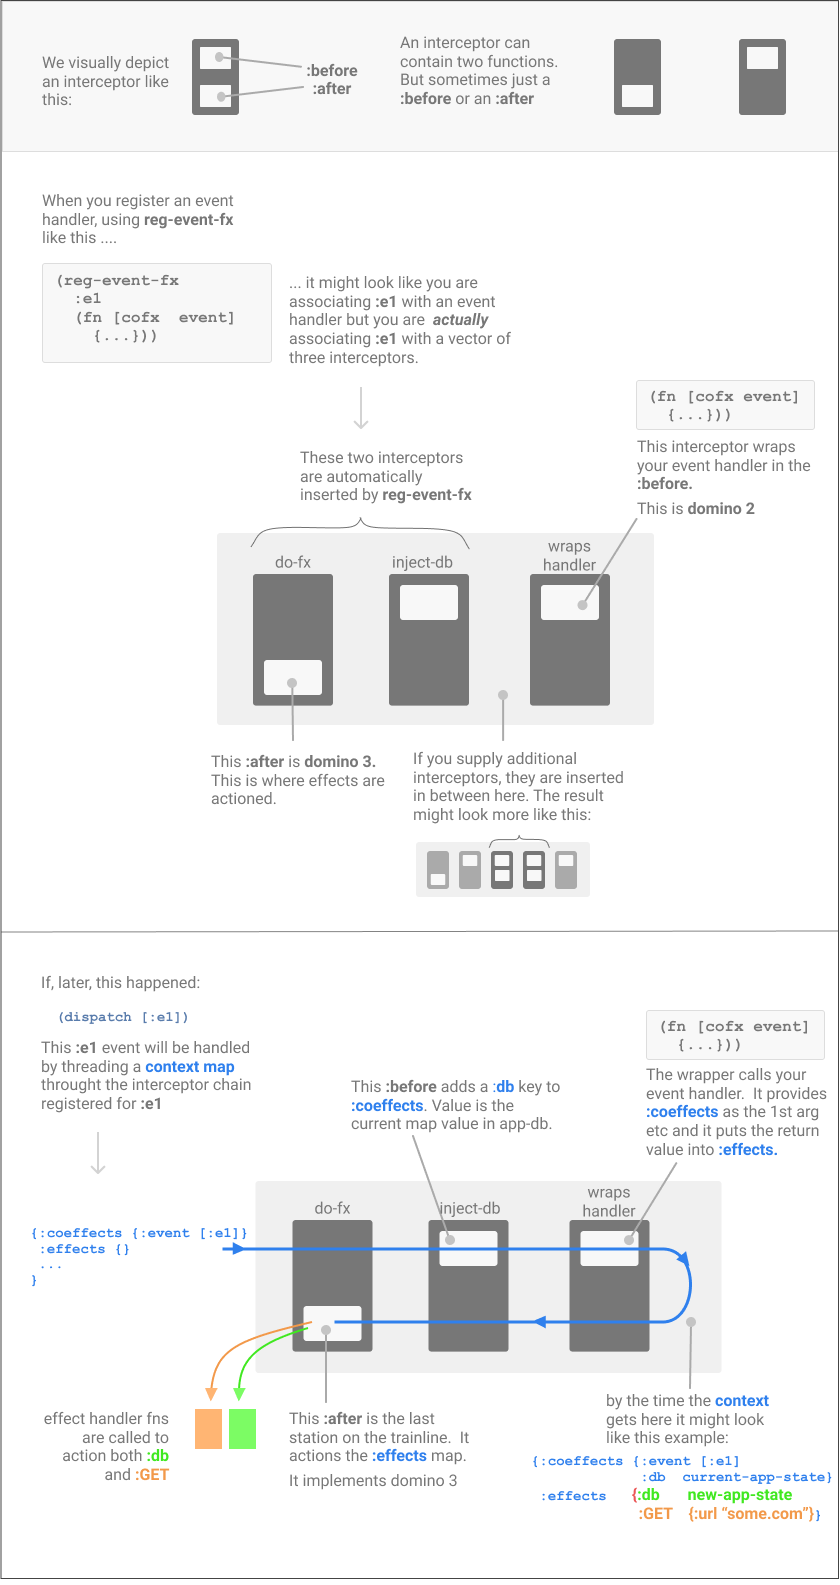 We visually depict
an interceptor like
this:
:before
:after
An interceptor can
contain two functions.
But sometimes just a
:before or an :after
When you register an event
handler, using reg-event-fx
like this ....
(reg-event-fx
:e1
(fn [cofx event]
{...}))
... it might look like you are
associating :e1 with an event
handler but you are actually
associating :e1 with a vector of
three interceptors.
(fn [cofx event]
{...}))
This interceptor wraps
your event handler in the
:before.
This is domino 2
These two interceptors
are automatically
inserted by reg-event-fx
do-fx
inject-db
wraps
handler
This :after is domino 3.
This is where effects are
actioned.
If you supply additional
interceptors, they are inserted
in between here. The result
might look more like this:
If, later, this happened:
(dispatch [:e1])
This :e1 event will be handled
by threading a context map
throught the interceptor chain
registered for :e1
This :before adds a :db key to
:coeffects. Value is the
current map value in app-db.
(fn [cofx event]
{...}))
The wrapper calls your
event handler. It provides
:coeffects as the 1st arg
etc and it puts the return
value into :effects.
do-fx
inject-db
wraps
handler
{:coeffects {:event [:e1]}
:effects {}
...
}
effect handler fns
are called to
action both :db
and :GET
This :after is the last
station on the trainline. It
actions the :effects map.
It implements domino 3
by the time the context
gets here it might look
like this example:
{:coeffects {:event [:e1]
:db current-app-state}
:effects {:db new-app-state
:GET {:url “some.com”}}